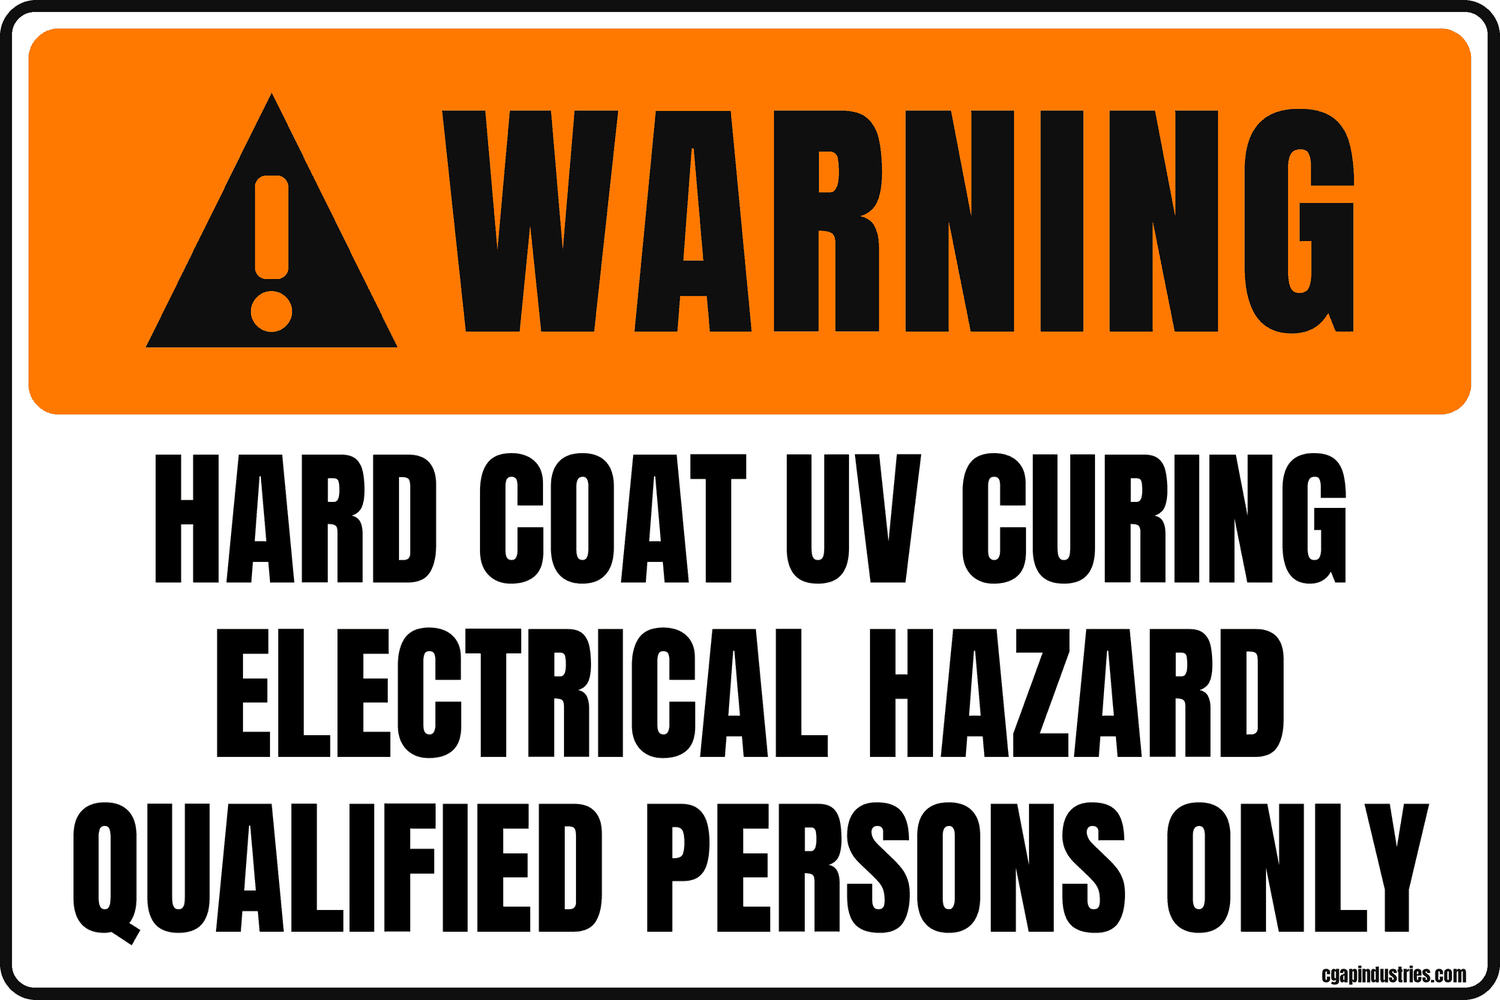 WARNING
HARD COAT UV CURING
ELECTRICAL HAZARD
QUALIFIED PERSONS ONLY
cgapindustries.com